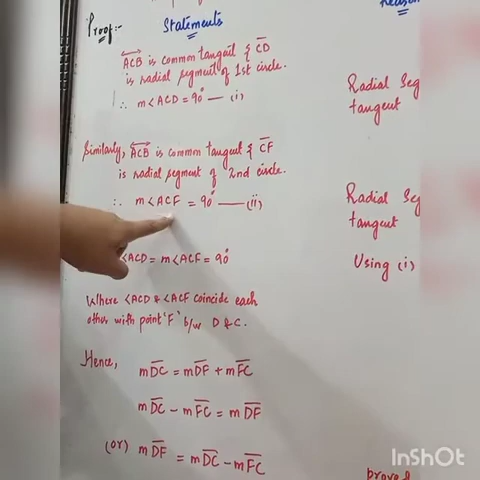 Proof:- Statements Reason
ACB is common tangent & CD
is radial segment of 1st circle.
∴ m<ACD = 90° — (i)
Radial Seg
tangent
Similarly, ACB is common tangent & CF
is radial segment of 2nd circle.
∴ m<ACF = 90° — (ii)
Radial Seg
tangent
<ACD = m<ACF = 90°
Using (i)
Where <ACD & <ACF coincide each
other with point 'F' b/w D & C.
Hence,
mDC = mDF + mFC
mDC - mFC = mDF
(or) mDF = mDC - mFC
proved
InShOt